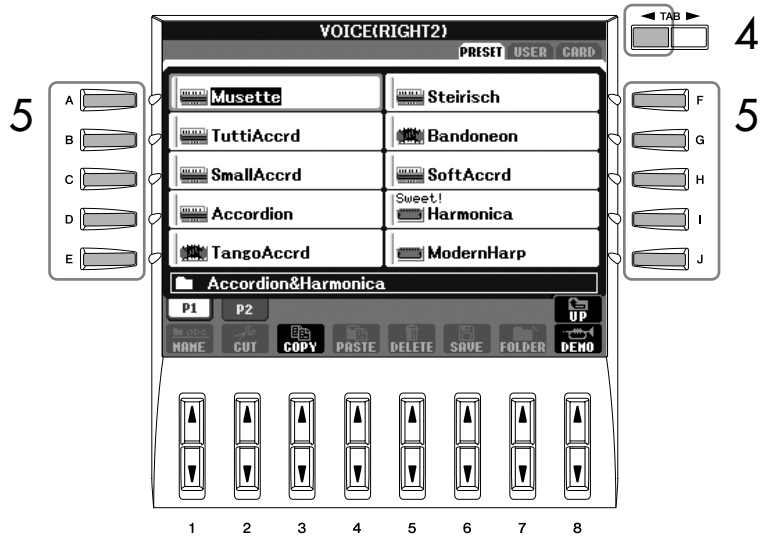 VOICE(RIGHT2)
PRESET USER CARD
◄ TAB ►
4
5
A
B
C
D
E
Musette
TuttiAccrd
SmallAccrd
Accordion
TangoAccrd
Steirisch
Bandoneon
SoftAccrd
Sweet!
Harmonica
ModernHarp
F
G
H
I
J
5
Accordion&Harmonica
P1 P2 UP
abc
NAME CUT COPY PASTE DELETE SAVE FOLDER DEMO
1 2 3 4 5 6 7 8